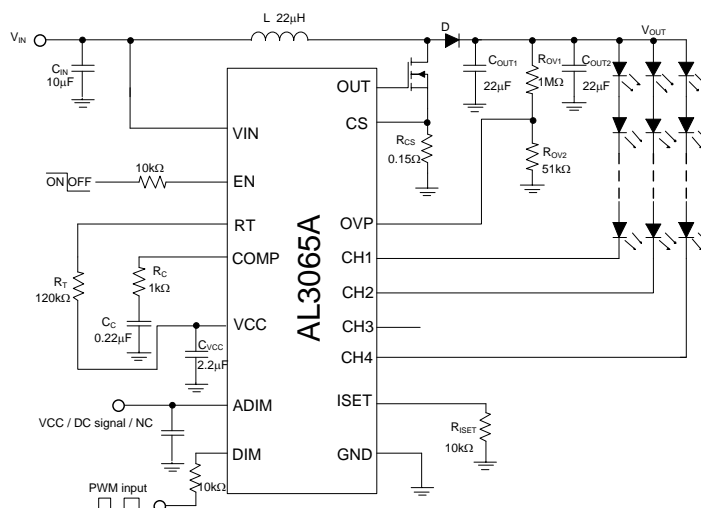 L 22μH
D
VIN
VOUT
CIN
10μF
COUT1
22μF
ROV1
1MΩ
COUT2
22μF
OUT
CS
VIN
RCS
0.15Ω
ROV2
51kΩ
10kΩ
ON OFF
EN
RT
OVP
COMP
CH1
RT
120kΩ
RC
1kΩ
CH2
AL3065A
CC
0.22μF
VCC
CH3
CVCC
2.2μF
CH4
VCC / DC signal / NC
ADIM
ISET
RISET
10kΩ
DIM
GND
10kΩ
PWM input